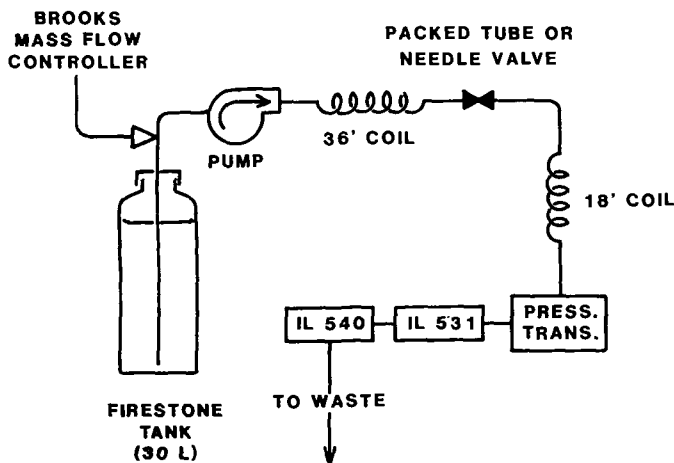 BROOKS
MASS FLOW
CONTROLLER
PACKED TUBE OR
NEEDLE VALVE
PUMP
36' COIL
18' COIL
IL 540
IL 531
PRESS.
TRANS.
TO WASTE
FIRESTONE
TANK
(30 L)